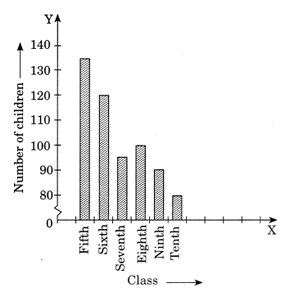 Y
Number of children
140
130
120
110
100
90
80
0
X
Fifth
Sixth
Seventh
Eighth
Ninth
Tenth
Class